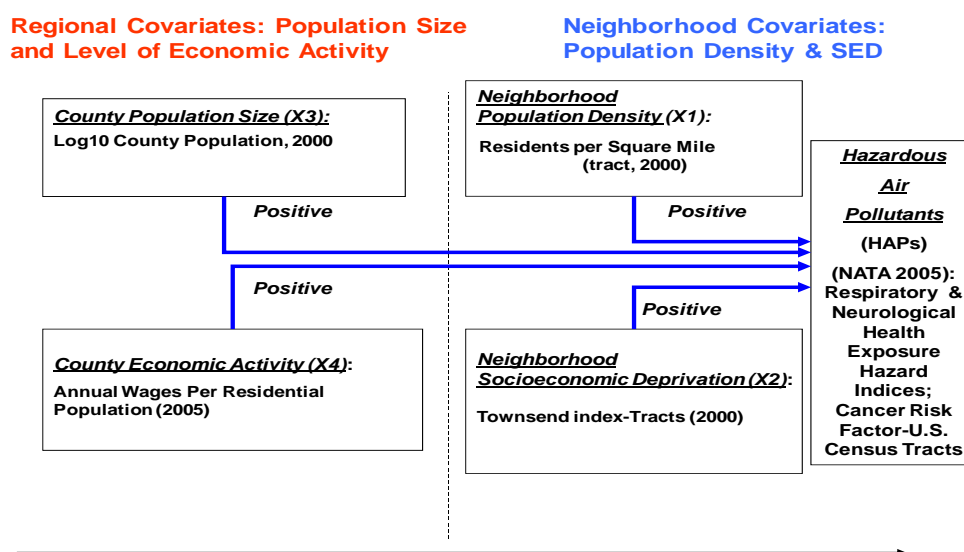 Regional Covariates: Population Size
and Level of Economic Activity
Neighborhood Covariates:
Population Density & SED
County Population Size (X3):
Log10 County Population, 2000
Neighborhood
Population Density (X1):
Residents per Square Mile
(tract, 2000)
Positive
Positive
Positive
Positive
County Economic Activity (X4):
Annual Wages Per Residential
Population (2005)
Neighborhood
Socioeconomic Deprivation (X2):
Townsend index-Tracts (2000)
Hazardous
Air
Pollutants
(HAPs)
(NATA 2005):
Respiratory &
Neurological
Health
Exposure
Hazard
Indices;
Cancer Risk
Factor-U.S.
Census Tracts